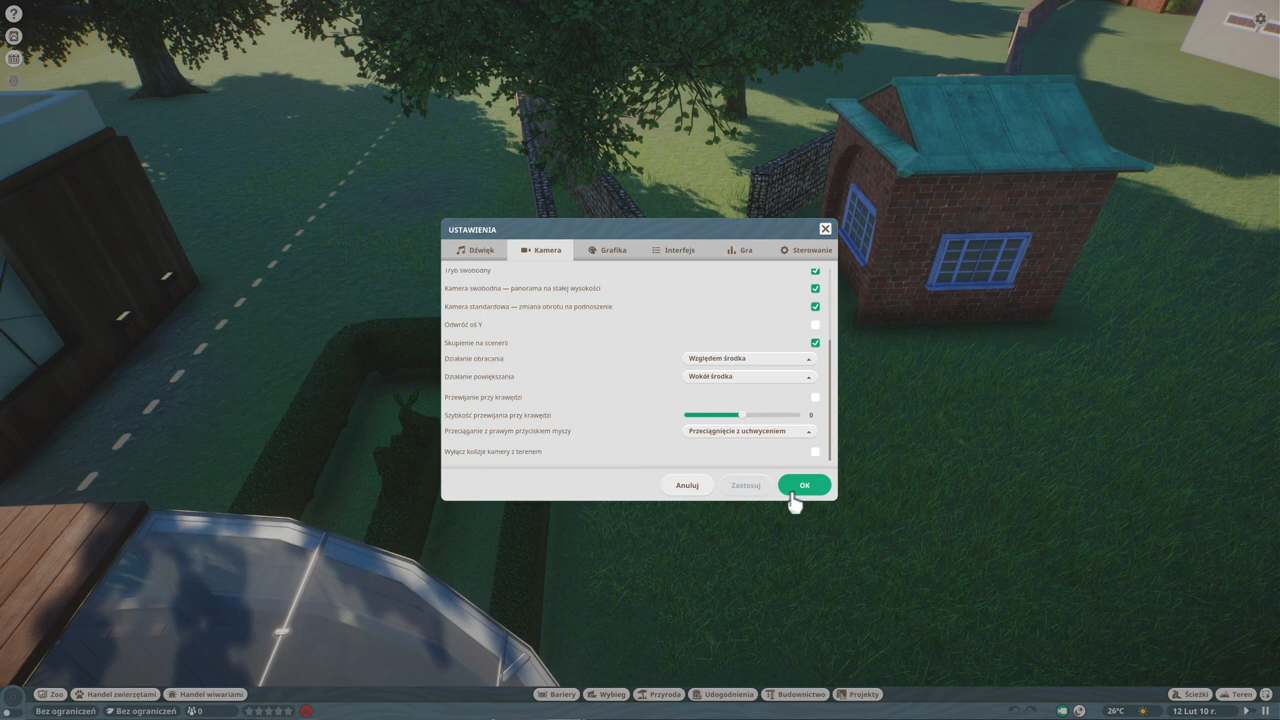 ?
USTAWIENIA
Dźwięk Kamera Grafika Interfejs Gra Sterowanie
Tryb swobodny
Kamera swobodna — panorama na stałej wysokości
Kamera standardowa — zmiana obrotu na podnoszenie
Odwróć oś Y
Skupienie na scenerii
Działanie obracania Względem środka
Działanie powiększania Wokół środka
Przewijanie przy krawędzi
Szybkość przewijania przy krawędzi 0
Przeciąganie z prawym przyciskiem myszy Przeciągnięcie z uchwyceniem
Wyłącz kolizje kamery z terenem
Anuluj Zastosuj OK
Zoo Handel zwierzętami Handel wiwariami Bariery Wybieg Przyroda Udogodnienia Budownictwo Projekty Ścieżki Teren
Bez ograniczeń Bez ograniczeń 0 26°C 12 Lut 10 r.